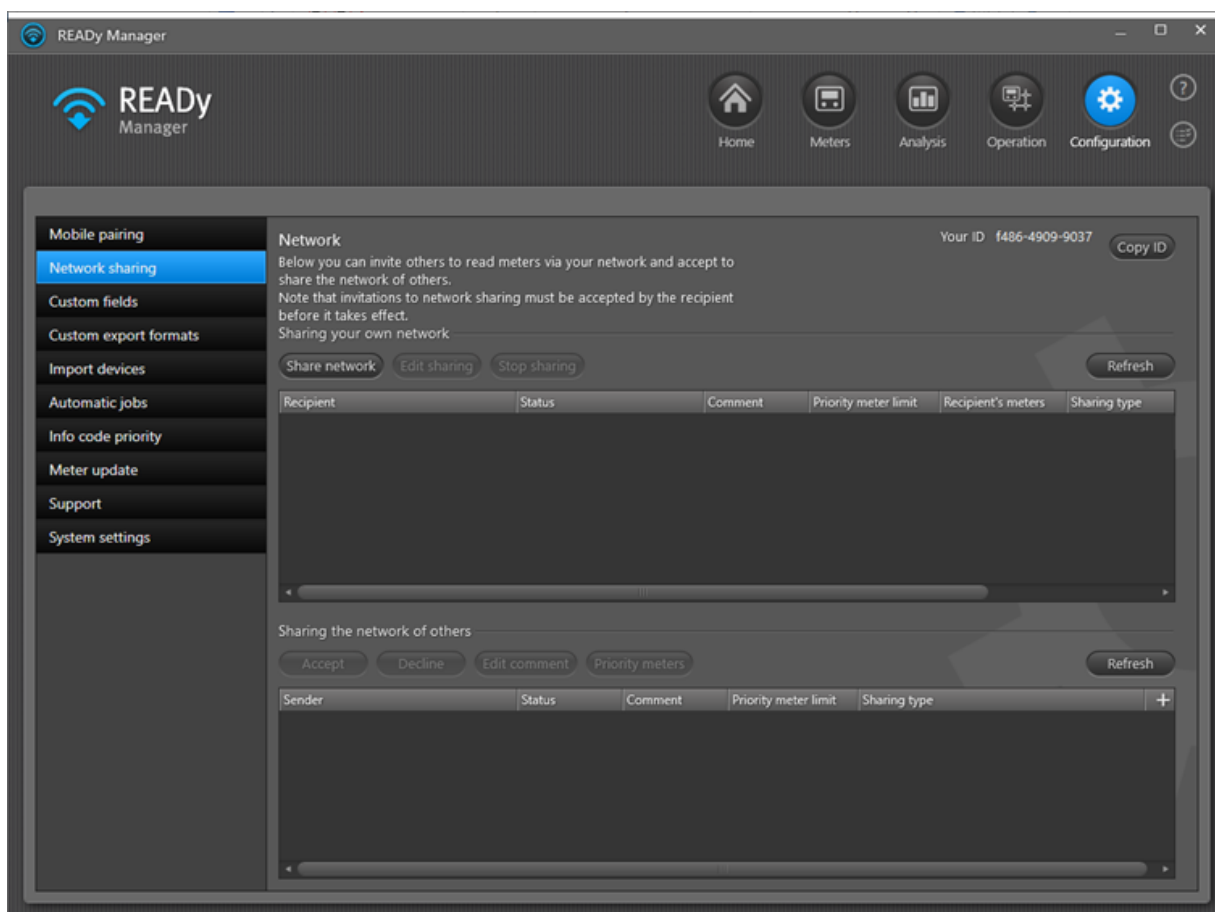 READy Manager
READy
Manager
Home
Meters
Analysis
Operation
Configuration
Mobile pairing
Network sharing
Custom fields
Custom export formats
Import devices
Automatic jobs
Info code priority
Meter update
Support
System settings
Network
Your ID f486-4909-9037
Copy ID
Below you can invite others to read meters via your network and accept to
share the network of others.
Note that invitations to network sharing must be accepted by the recipient
before it takes effect.
Sharing your own network
Share network Edit sharing Stop sharing Refresh
Recipient Status Comment Priority meter limit Recipient's meters Sharing type
Sharing the network of others
Accept Decline Edit comment Priority meters Refresh
Sender Status Comment Priority meter limit Sharing type +